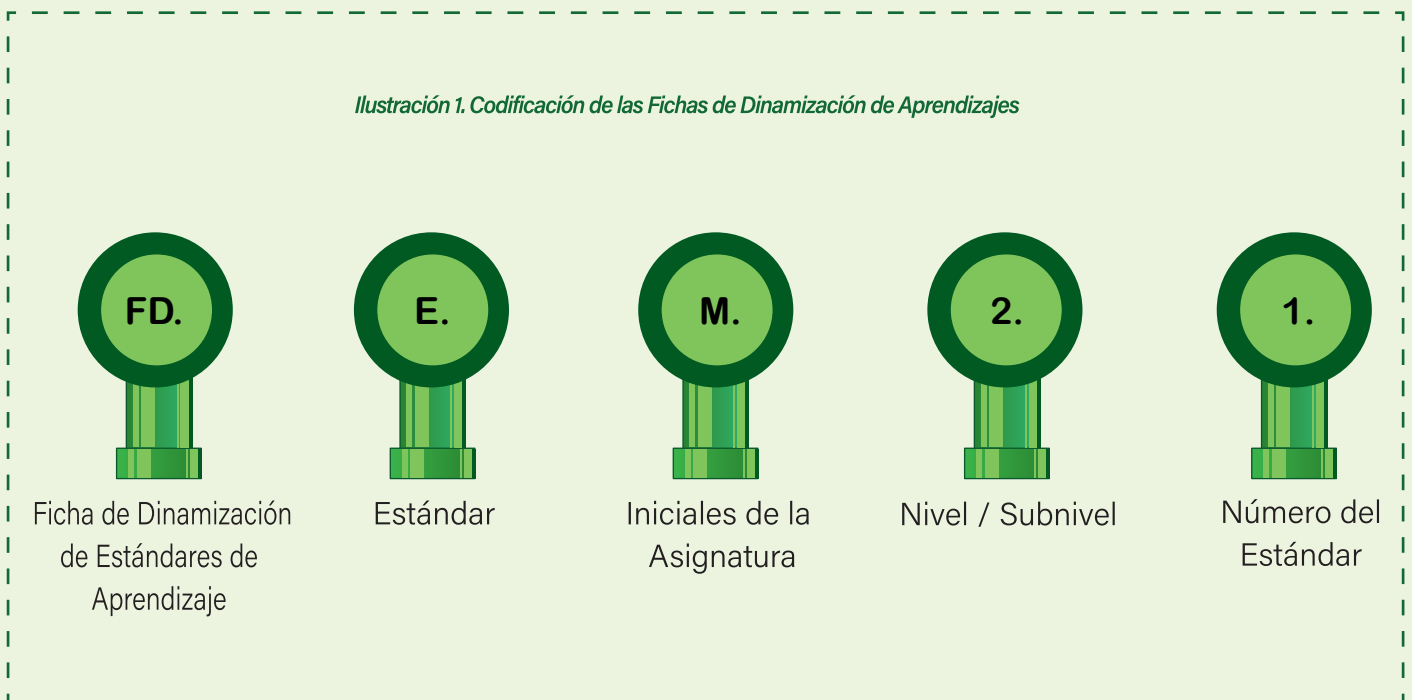 Ilustración 1. Codificación de las Fichas de Dinamización de Aprendizajes
FD.
E.
M.
2.
1.
Ficha de Dinamización
de Estándares de
Aprendizaje
Estándar
Iniciales de la
Asignatura
Nivel / Subnivel
Número del
Estándar